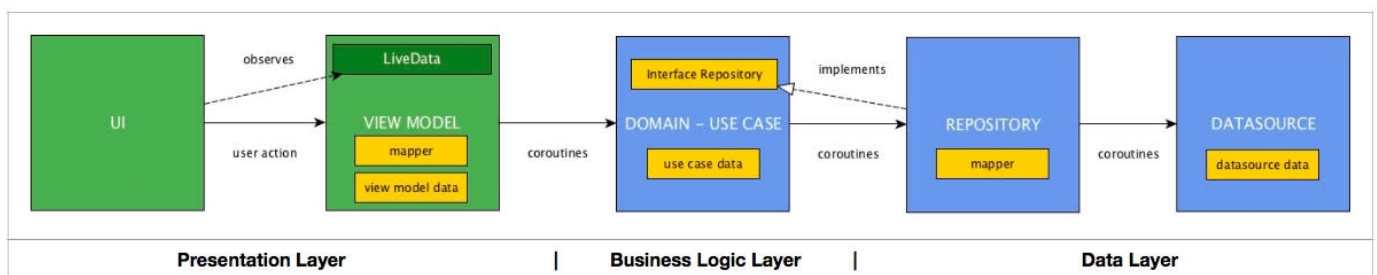 observes
LiveData
UI
user action
VIEW MODEL
mapper
view model data
coroutines
Interface Repository
DOMAIN – USE CASE
use case data
implements
coroutines
REPOSITORY
mapper
coroutines
DATASOURCE
datasource data
Presentation Layer | Business Logic Layer | Data Layer